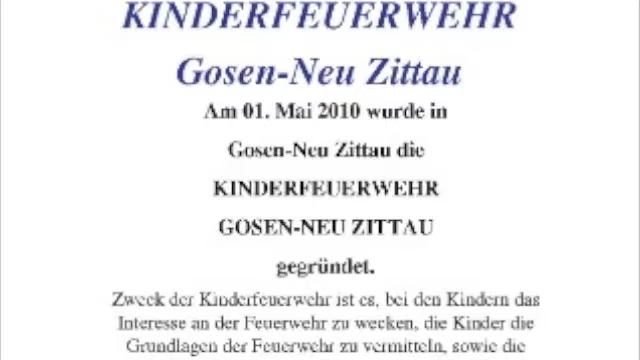 KINDERFEUERWEHR
Gosen-Neu Zittau
Am 01. Mai 2010 wurde in
Gosen-Neu Zittau die
KINDERFEUERWEHR
GOSEN-NEU ZITTAU
gegründet.
Zweck der Kinderfeuerwehr ist es, bei den Kindern das
Interesse an der Feuerwehr zu wecken, die Kinder die
Grundlagen der Feuerwehr zu vermitteln, sowie die